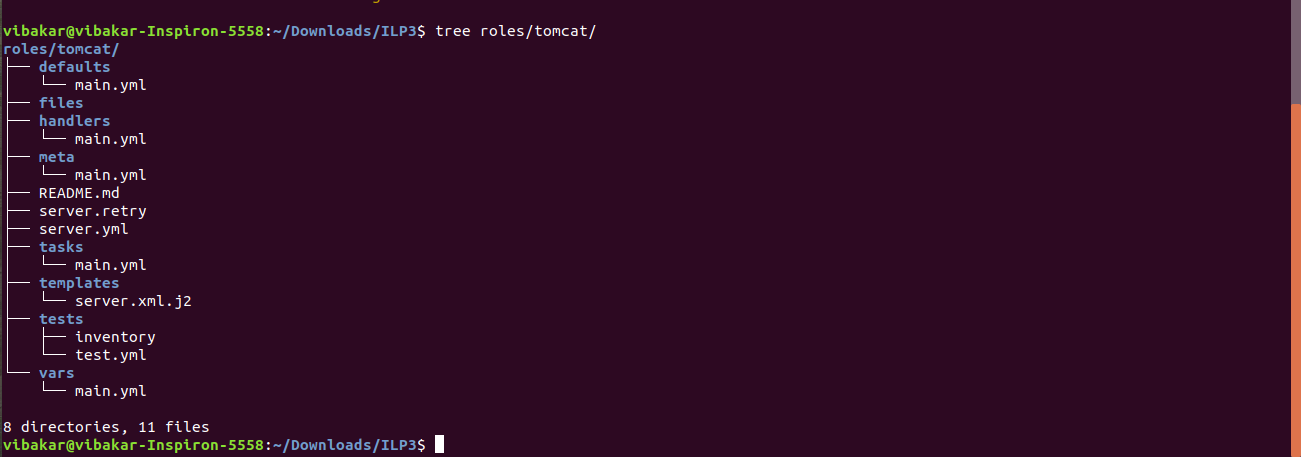 vibakar@vibakar-Inspiron-5558:~/Downloads/ILP3$ tree roles/tomcat/
roles/tomcat/
├── defaults
│   └── main.yml
├── files
├── handlers
│   └── main.yml
├── meta
│   └── main.yml
├── README.md
├── server.retry
├── server.yml
├── tasks
│   └── main.yml
├── templates
│   └── server.xml.j2
├── tests
│   ├── inventory
│   └── test.yml
└── vars
    └── main.yml

8 directories, 11 files
vibakar@vibakar-Inspiron-5558:~/Downloads/ILP3$